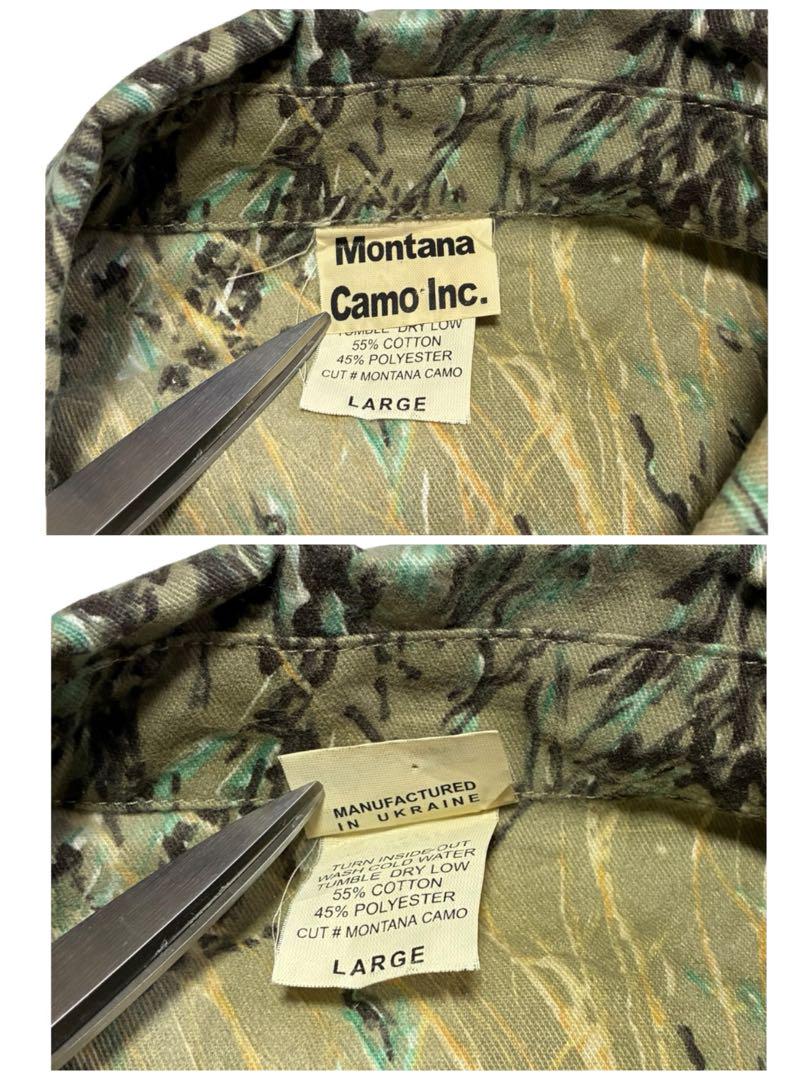 Montana
Camo Inc.
TUMBLE DRY LOW
55% COTTON
45% POLYESTER
CUT # MONTANA CAMO
LARGE
MANUFACTURED
IN UKRAINE
TURN INSIDE-OUT
WASH COLD WATER
TUMBLE DRY LOW
55% COTTON
45% POLYESTER
CUT # MONTANA CAMO
LARGE